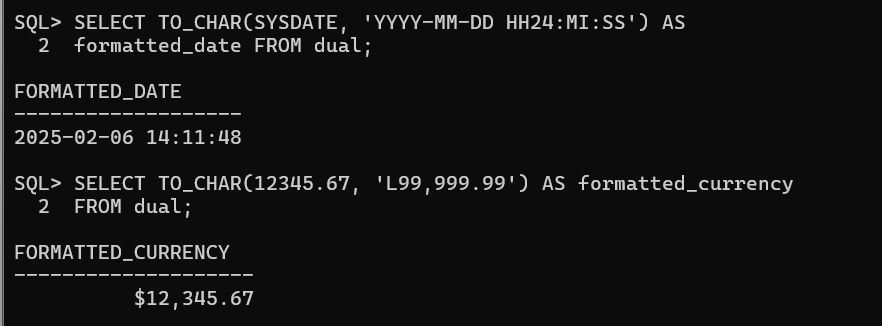 SQL> SELECT TO_CHAR(SYSDATE, 'YYYY-MM-DD HH24:MI:SS') AS
  2  formatted_date FROM dual;

FORMATTED_DATE
-------------------
2025-02-06 14:11:48

SQL> SELECT TO_CHAR(12345.67, 'L99,999.99') AS formatted_currency
  2  FROM dual;

FORMATTED_CURRENCY
--------------------
          $12,345.67